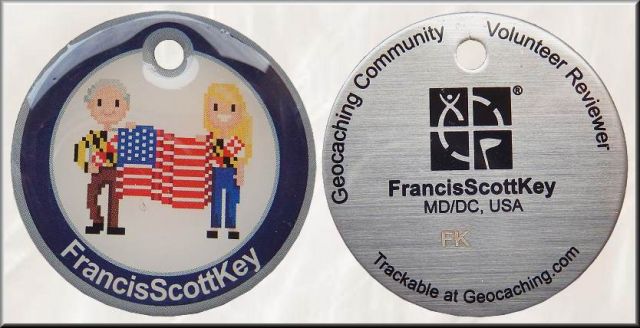 FrancisScottKey
Geocaching Community Volunteer Reviewer
®
FrancisScottKey
MD/DC, USA
FK
Trackable at Geocaching.com